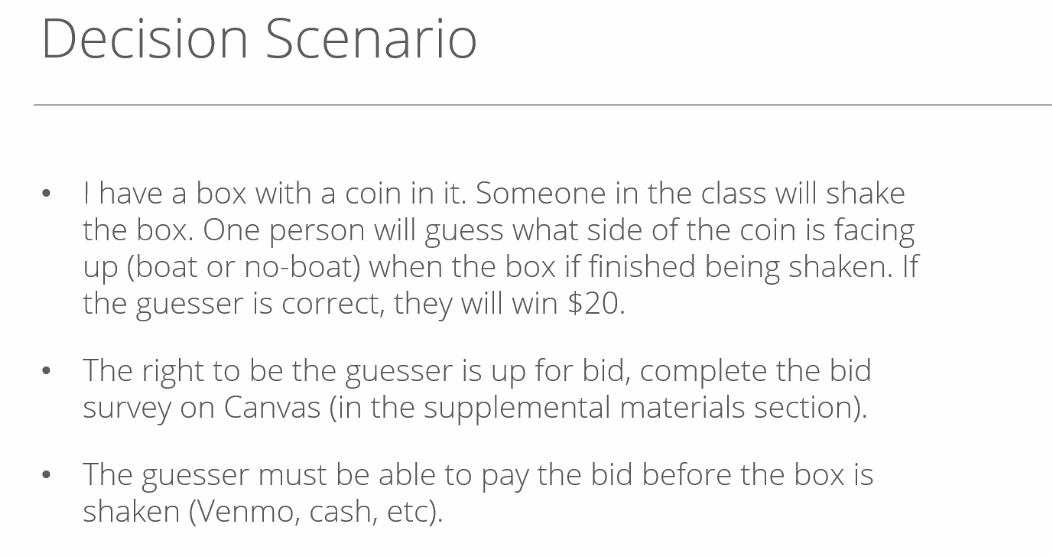 Decision Scenario
• I have a box with a coin in it. Someone in the class will shake
the box. One person will guess what side of the coin is facing
up (boat or no-boat) when the box if finished being shaken. If
the guesser is correct, they will win $20.
• The right to be the guesser is up for bid, complete the bid
survey on Canvas (in the supplemental materials section).
• The guesser must be able to pay the bid before the box is
shaken (Venmo, cash, etc).